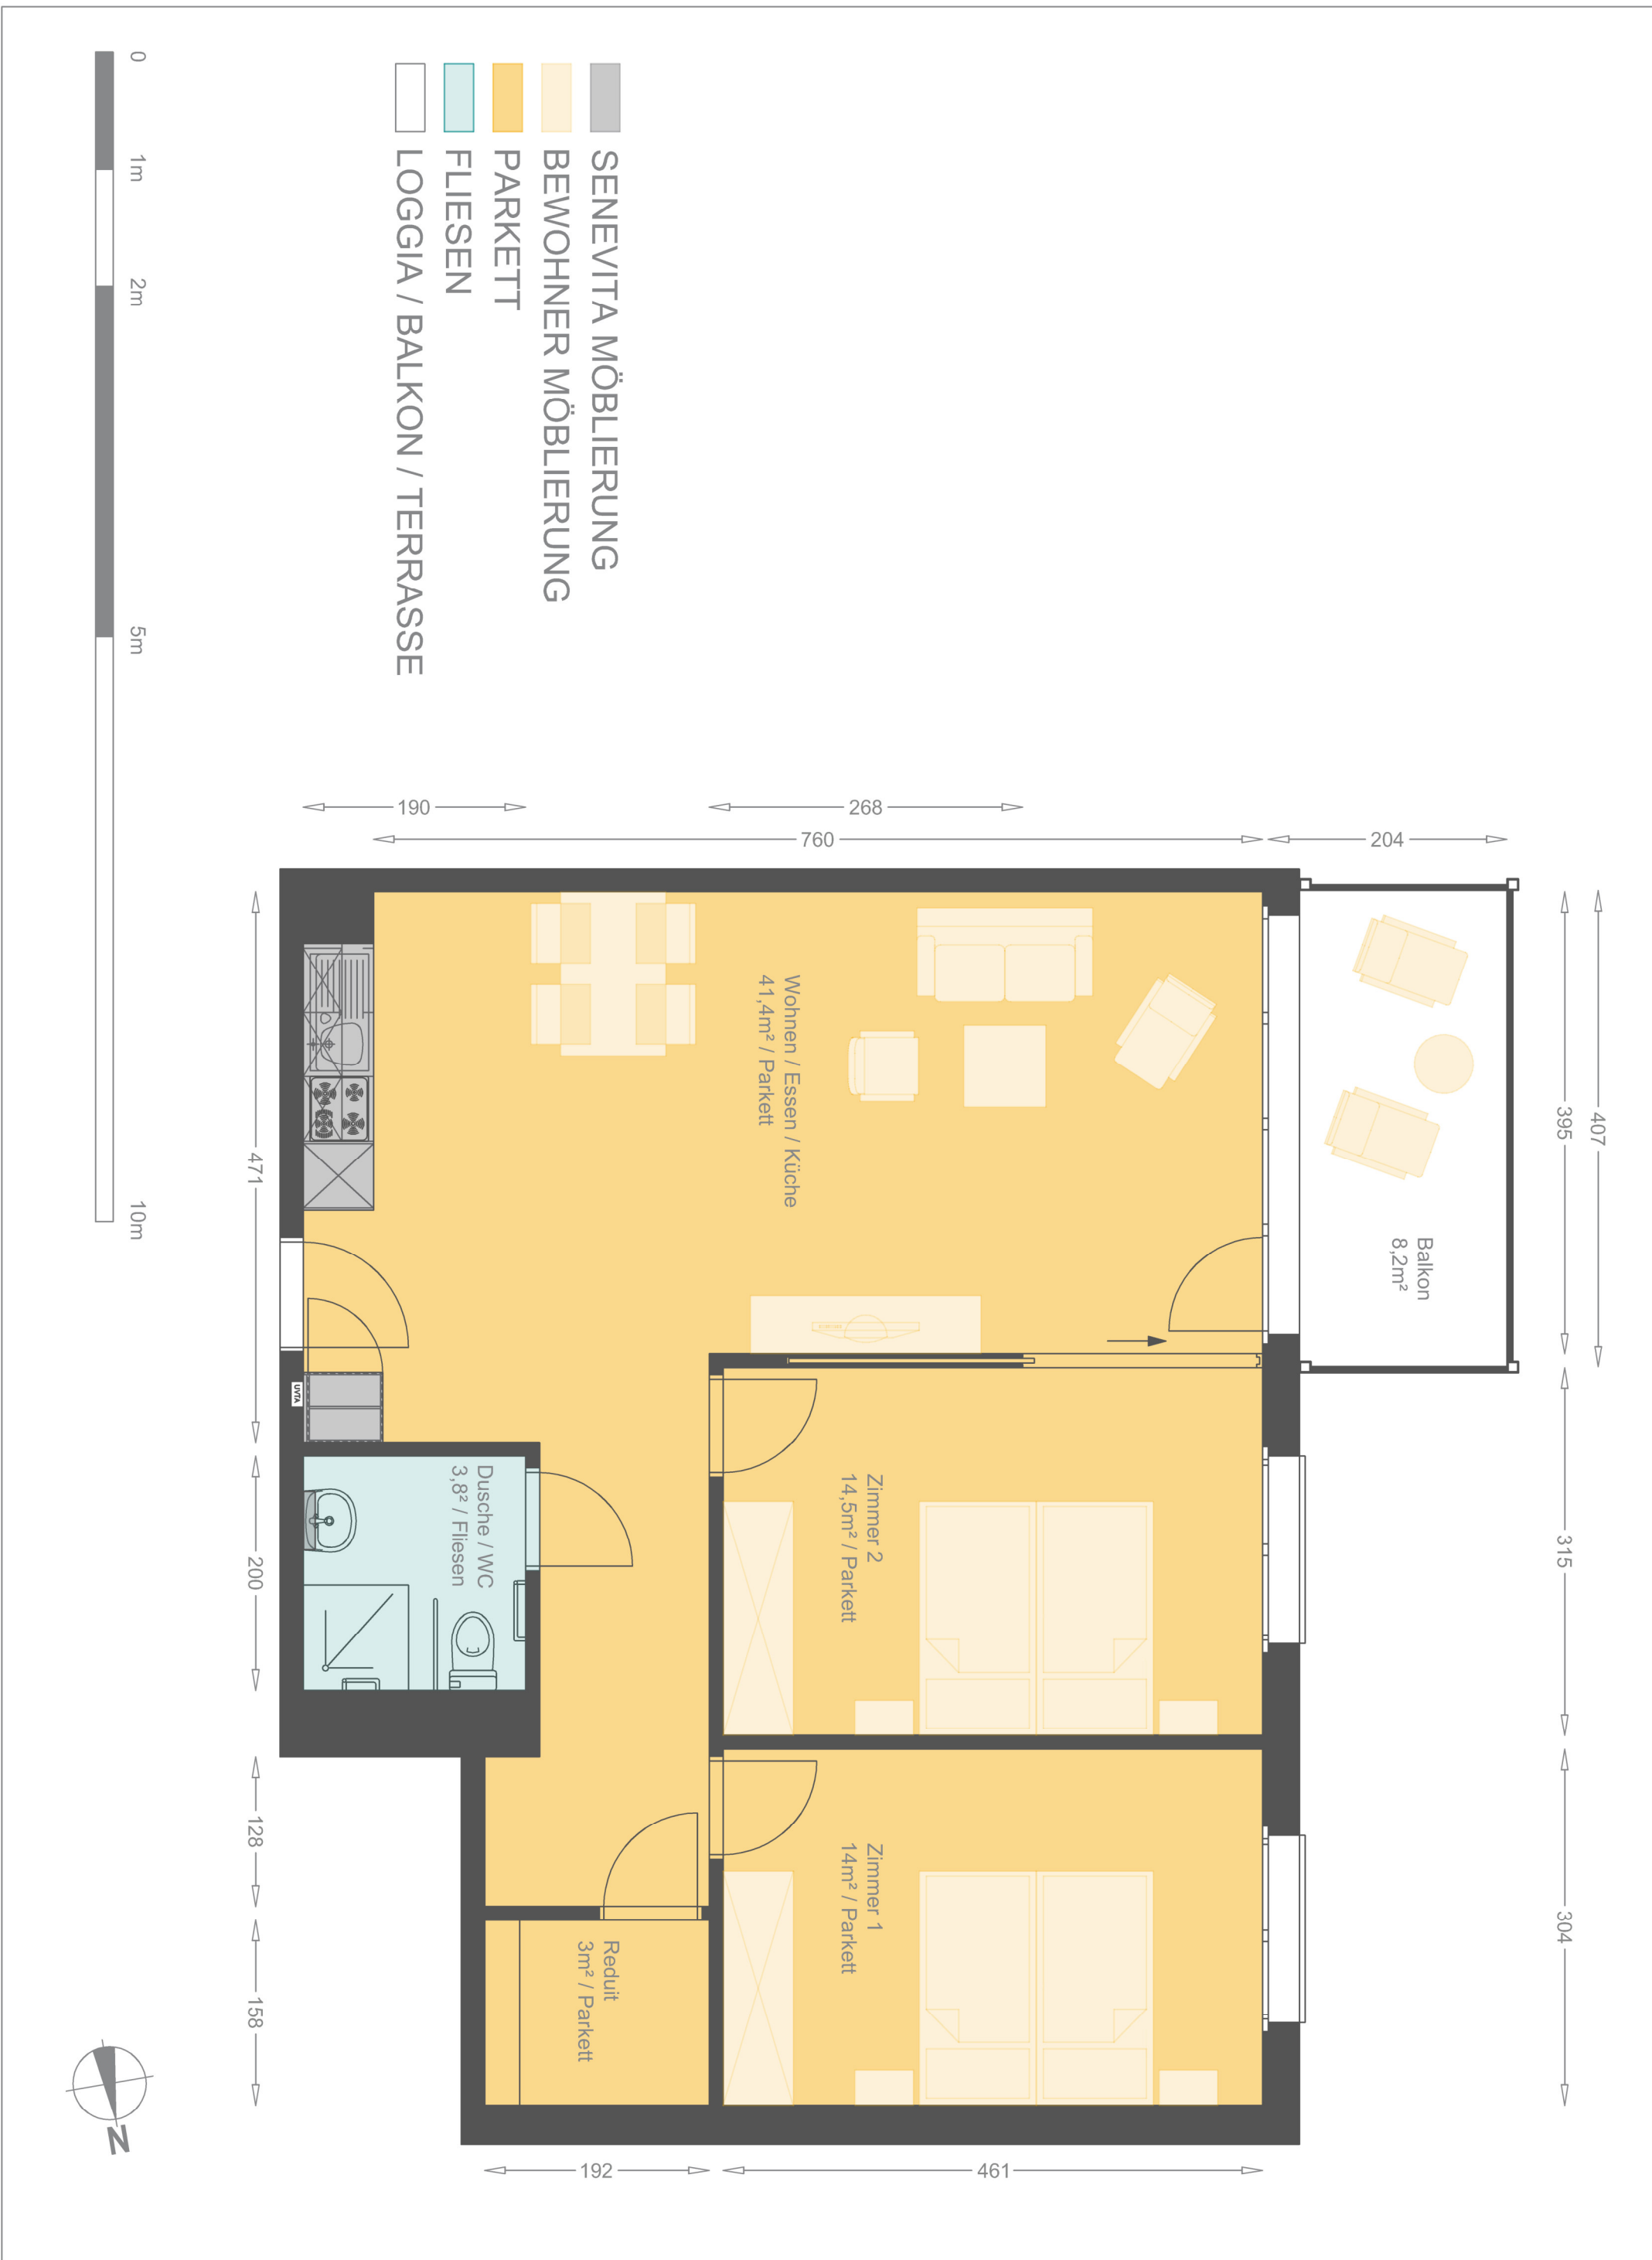 407
395
315
304
204
Balkon
8,2m²
760
268
190
461
192
Wohnen / Essen / Küche
41,4m² / Parkett
Zimmer 2
14,5m² / Parkett
Zimmer 1
14m² / Parkett
Reduit
3m² / Parkett
Dusche / WC
3,8² / Fliesen
UVTA
471
200
128
158
SENEVITA MÖBLIERUNG
BEWOHNER MÖBLIERUNG
PARKETT
FLIESEN
LOGGIA / BALKON / TERRASSE
0 1m 2m 5m 10m
N